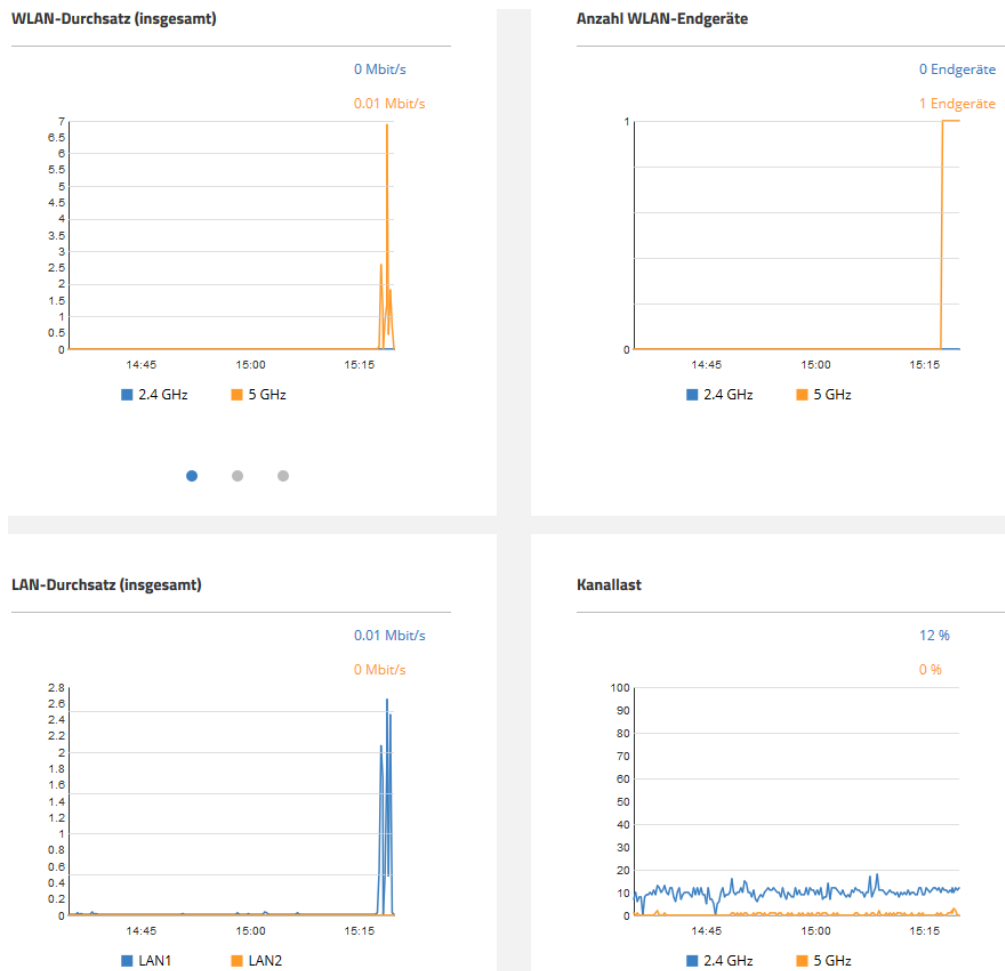 WLAN-Durchsatz (insgesamt)
0 Mbit/s
0.01 Mbit/s
7
6.5
6
5.5
5
4.5
4
3.5
3
2.5
2
1.5
1
0.5
0
14:45 15:00 15:15
2.4 GHz 5 GHz
Anzahl WLAN-Endgeräte
0 Endgeräte
1 Endgeräte
1
0
14:45 15:00 15:15
2.4 GHz 5 GHz
LAN-Durchsatz (insgesamt)
0.01 Mbit/s
0 Mbit/s
2.8
2.6
2.4
2.2
2
1.8
1.6
1.4
1.2
1
0.8
0.6
0.4
0.2
0
14:45 15:00 15:15
LAN1 LAN2
Kanallast
12 %
0 %
100
90
80
70
60
50
40
30
20
10
0
14:45 15:00 15:15
2.4 GHz 5 GHz